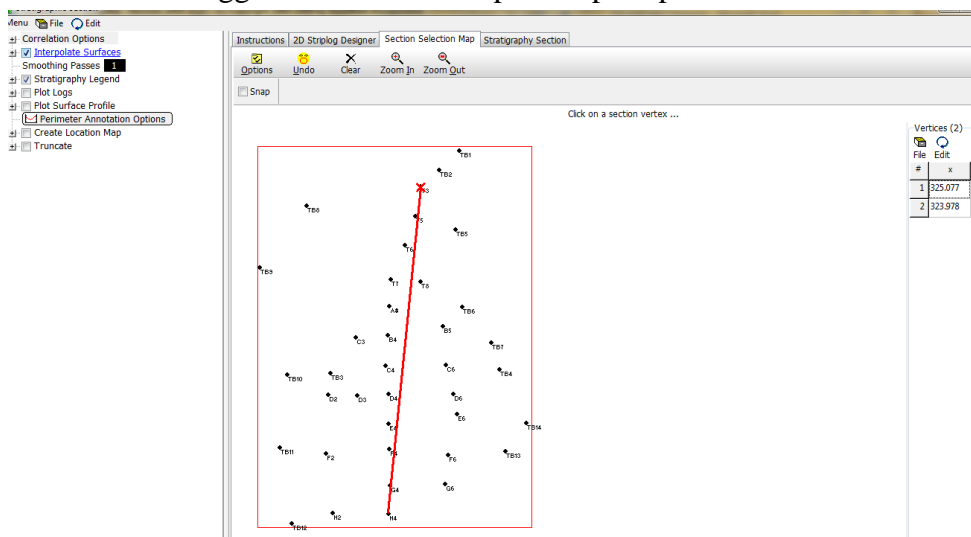 Menu File Edit
Correlation Options
Interpolate Surfaces
Smoothing Passes 1
Stratigraphy Legend
Plot Logs
Plot Surface Profile
Perimeter Annotation Options
Create Location Map
Truncate
Instructions 2D Striplog Designer Section Selection Map Stratigraphy Section
Options Undo Clear Zoom In Zoom Out
Snap
Click on a section vertex ...
Vertices (2)
File Edit
# x
1 325.077
2 323.978
TB1
TB2
TB8
T5
TB5
T6
TB9
T7 T8
TB6
B5
B4
C3
TB7
C4 C6
TB4
TB10 TB3
D2 D3 D4 D6
E6
TB14
TB11
F2
F6
TB13
G4 G6
H2 H4
TB12